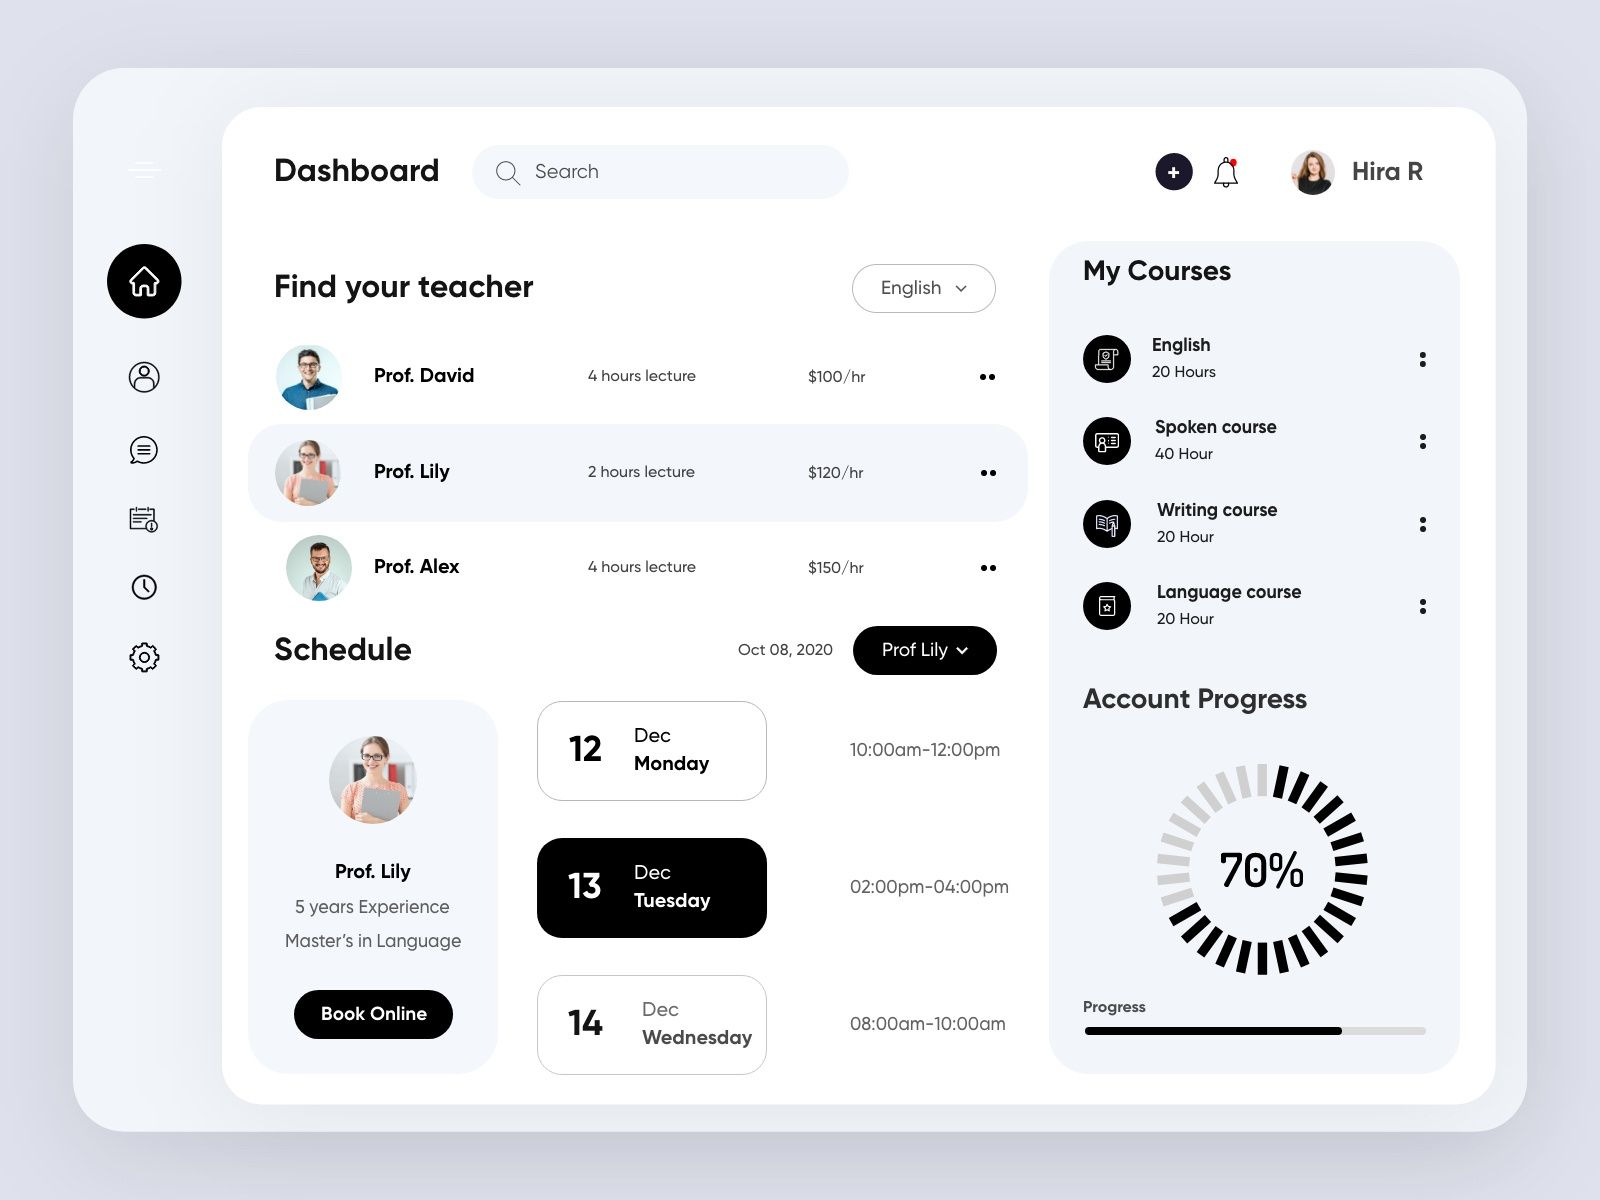 Dashboard
Search
+
Hira R
Find your teacher
English
Prof. David
4 hours lecture
$100/hr
Prof. Lily
2 hours lecture
$120/hr
Prof. Alex
4 hours lecture
$150/hr
Schedule
Oct 08, 2020
Prof Lily
Prof. Lily
5 years Experience
Master’s in Language
Book Online
12
Dec
Monday
10:00am-12:00pm
13
Dec
Tuesday
02:00pm-04:00pm
14
Dec
Wednesday
08:00am-10:00am
My Courses
English
20 Hours
Spoken course
40 Hour
Writing course
20 Hour
Language course
20 Hour
Account Progress
70%
Progress